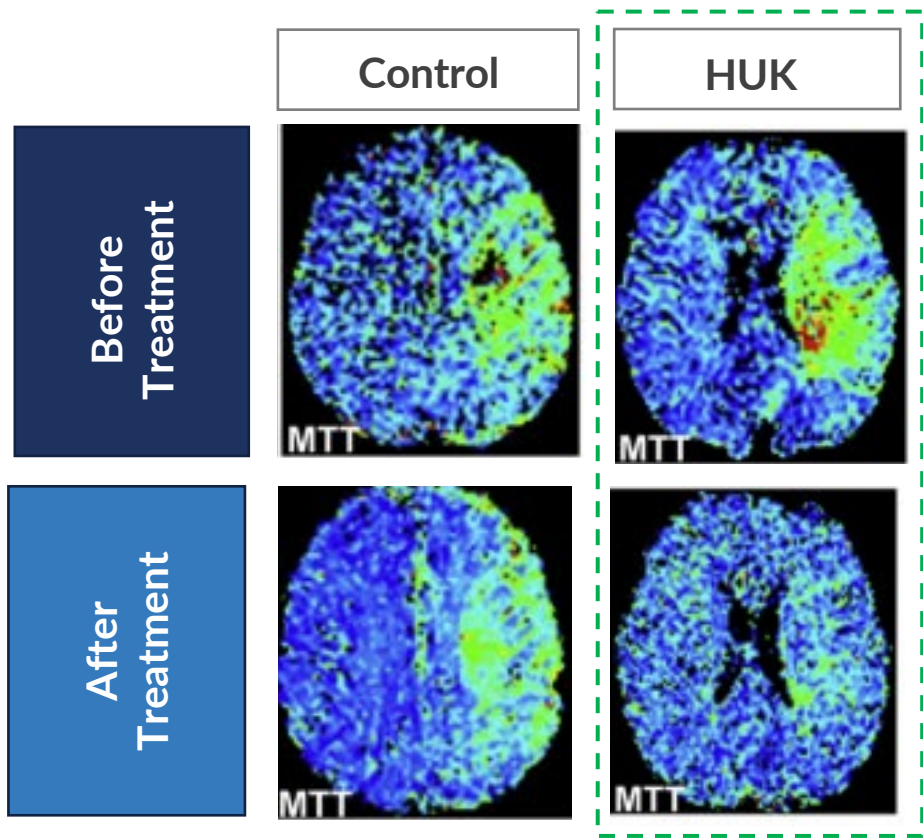 Control
HUK
Before
Treatment
MTT
MTT
After
Treatment
MTT
MTT